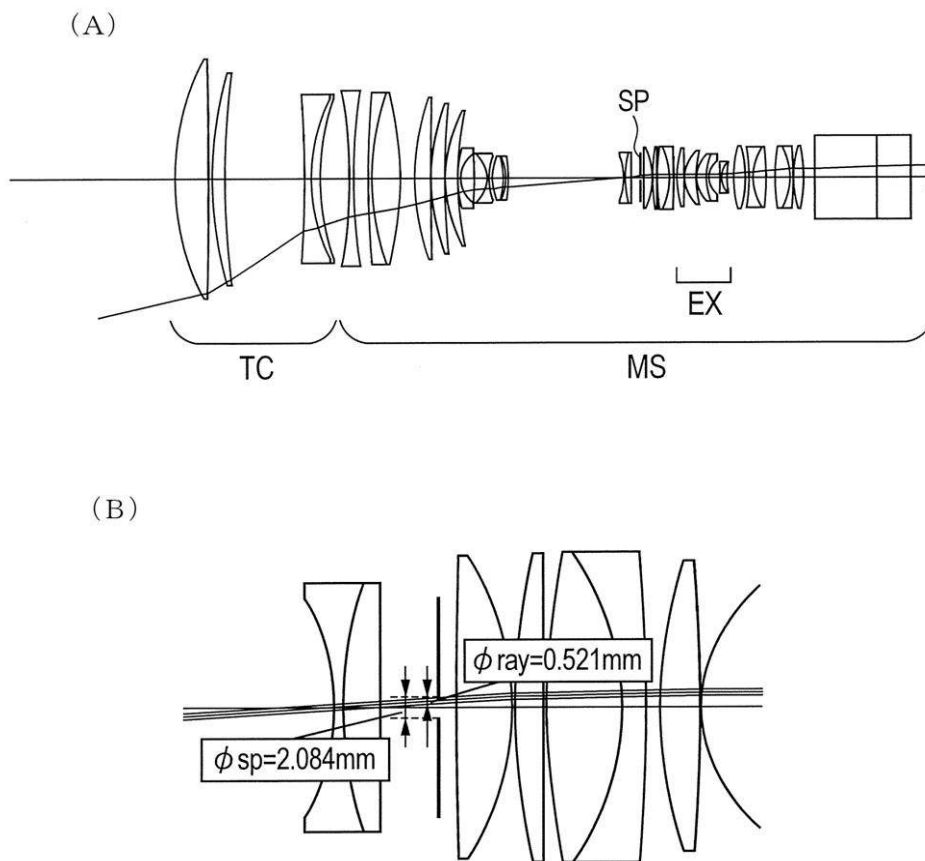 (A)
SP
EX
TC
MS
(B)
ϕray=0.521mm
ϕsp=2.084mm